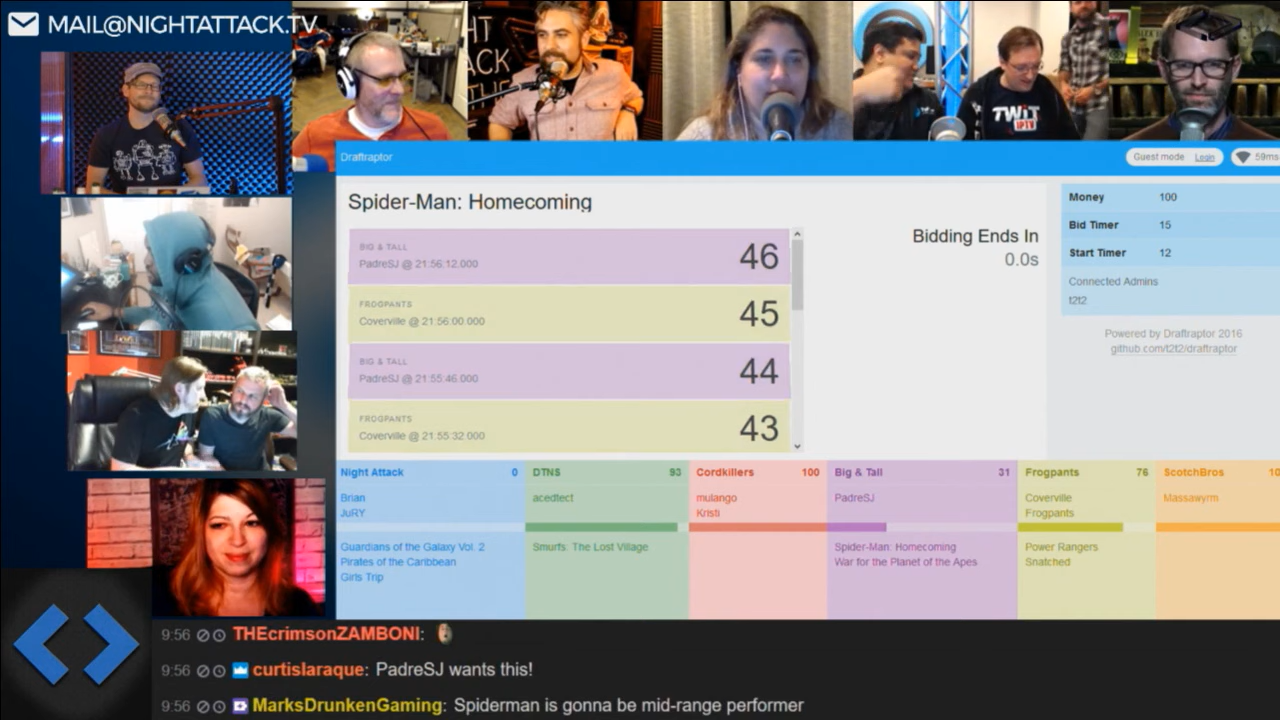 MAIL@NIGHTATTACK.TV
TWiT
IPTV
Draftraptor
Guest mode Login
59ms
Spider-Man: Homecoming
BIG & TALL
PadreSJ @ 21:56:12.000
46
FROGPANTS
Coverville @ 21:56:00.000
45
BIG & TALL
PadreSJ @ 21:55:46.000
44
FROGPANTS
Coverville @ 21:55:32.000
43
Bidding Ends In
0.0s
Money 100
Bid Timer 15
Start Timer 12
Connected Admins
t2t2
Powered by Draftraptor 2016
github.com/t2t2/draftraptor
Night Attack 0
Brian
JuRY
Guardians of the Galaxy Vol. 2
Pirates of the Caribbean
Girls Trip
DTNS 93
acedtect
Smurfs: The Lost Village
Cordkillers 100
mulango
Kristi
Big & Tall 31
PadreSJ
Spider-Man: Homecoming
War for the Planet of the Apes
Frogpants 76
Coverville
Frogpants
Power Rangers
Snatched
ScotchBros 10
Massawyrm
9:56 THEcrimsonZAMBONI:
9:56 curtislaraque: PadreSJ wants this!
9:56 MarksDrunkenGaming: Spiderman is gonna be mid-range performer